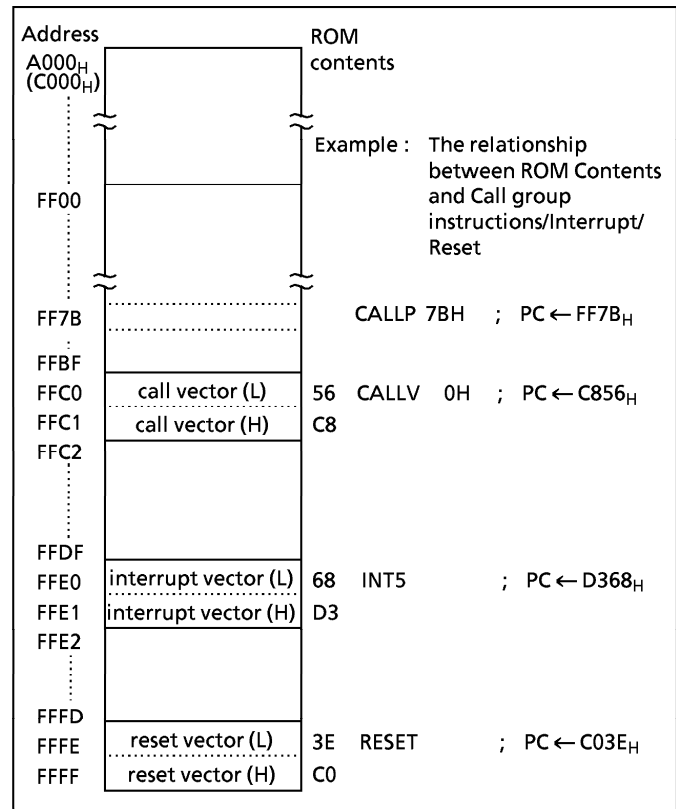 Address ROM
A000H contents
(C000H)
Example : The relationship
between ROM Contents
and Call group
instructions/Interrupt/
Reset
FF00
FF7B CALLP 7BH ; PC ← FF7BH
FFBF
FFC0 call vector (L) 56 CALLV 0H ; PC ← C856H
FFC1 call vector (H) C8
FFC2
FFDF
FFE0 interrupt vector (L) 68 INT5 ; PC ← D368H
FFE1 interrupt vector (H) D3
FFE2
FFFD
FFFE reset vector (L) 3E RESET ; PC ← C03EH
FFFF reset vector (H) C0